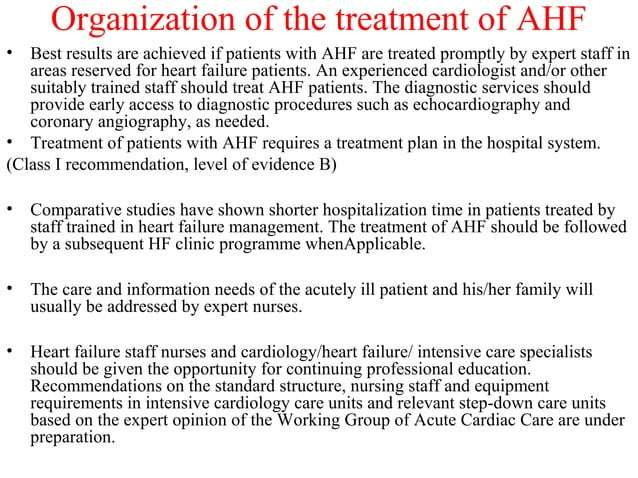 Organization of the treatment of AHF
• Best results are achieved if patients with AHF are treated promptly by expert staff in
areas reserved for heart failure patients. An experienced cardiologist and/or other
suitably trained staff should treat AHF patients. The diagnostic services should
provide early access to diagnostic procedures such as echocardiography and
coronary angiography, as needed.
• Treatment of patients with AHF requires a treatment plan in the hospital system.
(Class I recommendation, level of evidence B)
• Comparative studies have shown shorter hospitalization time in patients treated by
staff trained in heart failure management. The treatment of AHF should be followed
by a subsequent HF clinic programme whenApplicable.
• The care and information needs of the acutely ill patient and his/her family will
usually be addressed by expert nurses.
• Heart failure staff nurses and cardiology/heart failure/ intensive care specialists
should be given the opportunity for continuing professional education.
Recommendations on the standard structure, nursing staff and equipment
requirements in intensive cardiology care units and relevant step-down care units
based on the expert opinion of the Working Group of Acute Cardiac Care are under
preparation.